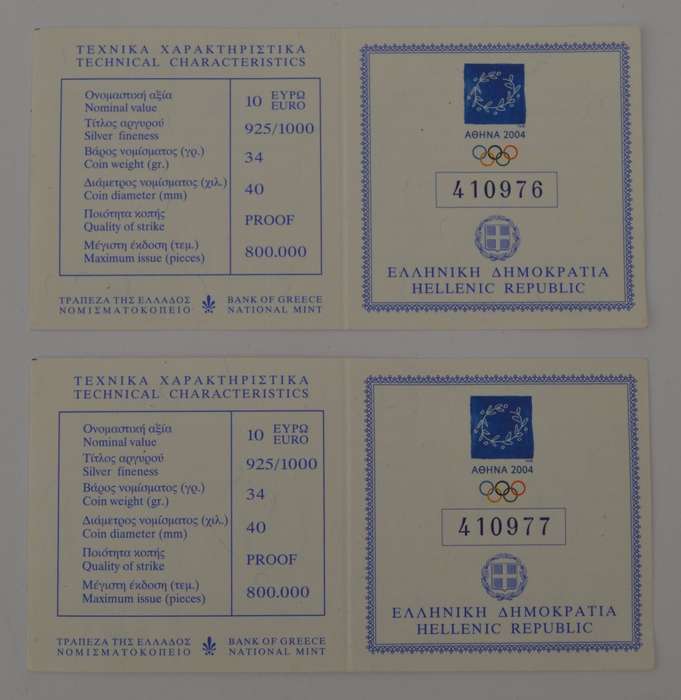 ΤΕΧΝΙΚΑ ΧΑΡΑΚΤΗΡΙΣΤΙΚΑ
TECHNICAL CHARACTERISTICS
Ονομαστική αξία
Nominal value
10 ΕΥΡΩ
EURO
Τίτλος αργυρού
Silver fineness
925/1000
Βάρος νομίσματος (γρ.)
Coin weight (gr.)
34
Διάμετρος νομίσματος (χιλ.)
Coin diameter (mm)
40
Ποιότητα κοπής
Quality of strike
PROOF
Μέγιστη έκδοση (τεμ.)
Maximum issue (pieces)
800.000
ΤΡΑΠΕΖΑ ΤΗΣ ΕΛΛΑΔΟΣ
ΝΟΜΙΣΜΑΤΟΚΟΠΕΙΟ
BANK OF GREECE
NATIONAL MINT
ΑΘΗΝΑ 2004
410976
ΕΛΛΗΝΙΚΗ ΔΗΜΟΚΡΑΤΙΑ
HELLENIC REPUBLIC
ΤΕΧΝΙΚΑ ΧΑΡΑΚΤΗΡΙΣΤΙΚΑ
TECHNICAL CHARACTERISTICS
Ονομαστική αξία
Nominal value
10 ΕΥΡΩ
EURO
Τίτλος αργυρού
Silver fineness
925/1000
Βάρος νομίσματος (γρ.)
Coin weight (gr.)
34
Διάμετρος νομίσματος (χιλ.)
Coin diameter (mm)
40
Ποιότητα κοπής
Quality of strike
PROOF
Μέγιστη έκδοση (τεμ.)
Maximum issue (pieces)
800.000
ΤΡΑΠΕΖΑ ΤΗΣ ΕΛΛΑΔΟΣ
ΝΟΜΙΣΜΑΤΟΚΟΠΕΙΟ
BANK OF GREECE
NATIONAL MINT
ΑΘΗΝΑ 2004
410977
ΕΛΛΗΝΙΚΗ ΔΗΜΟΚΡΑΤΙΑ
HELLENIC REPUBLIC